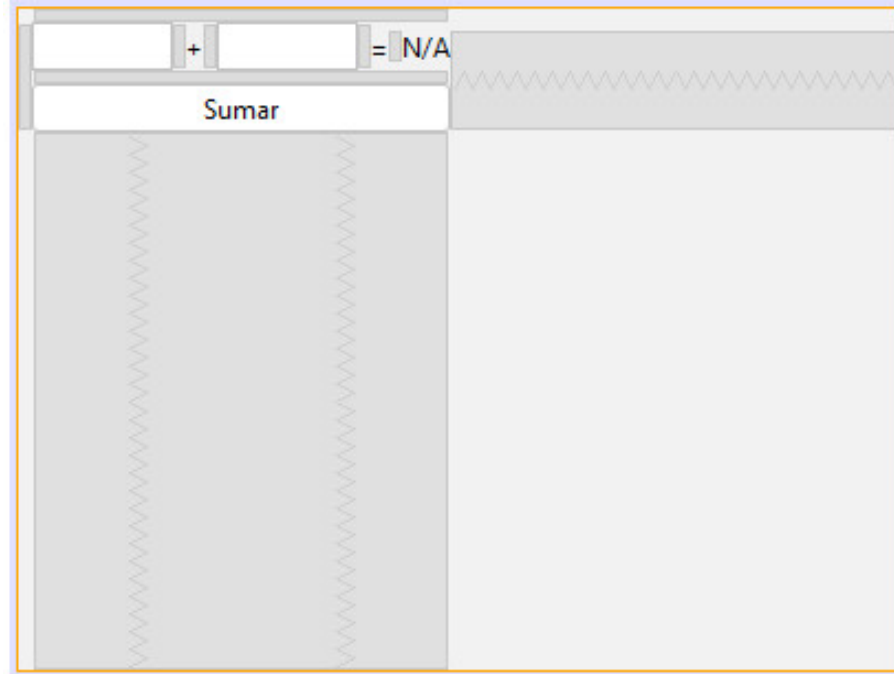 + = N/A
Sumar